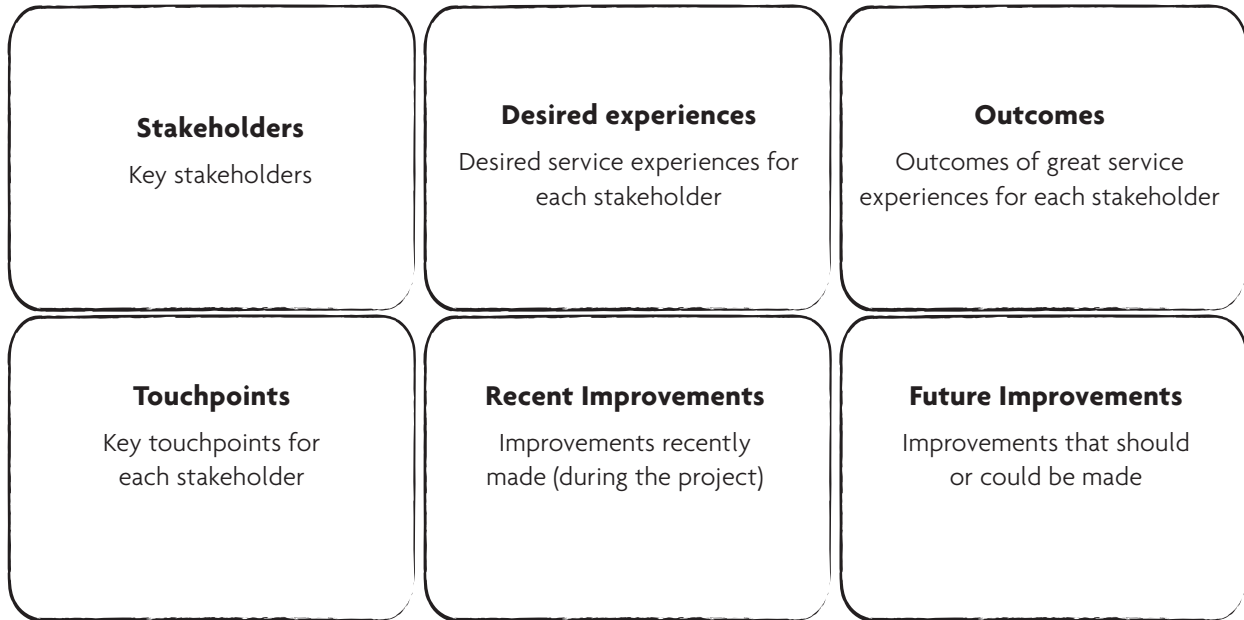 Stakeholders
Key stakeholders
Desired experiences
Desired service experiences for
each stakeholder
Outcomes
Outcomes of great service
experiences for each stakeholder
Touchpoints
Key touchpoints for
each stakeholder
Recent Improvements
Improvements recently
made (during the project)
Future Improvements
Improvements that should
or could be made